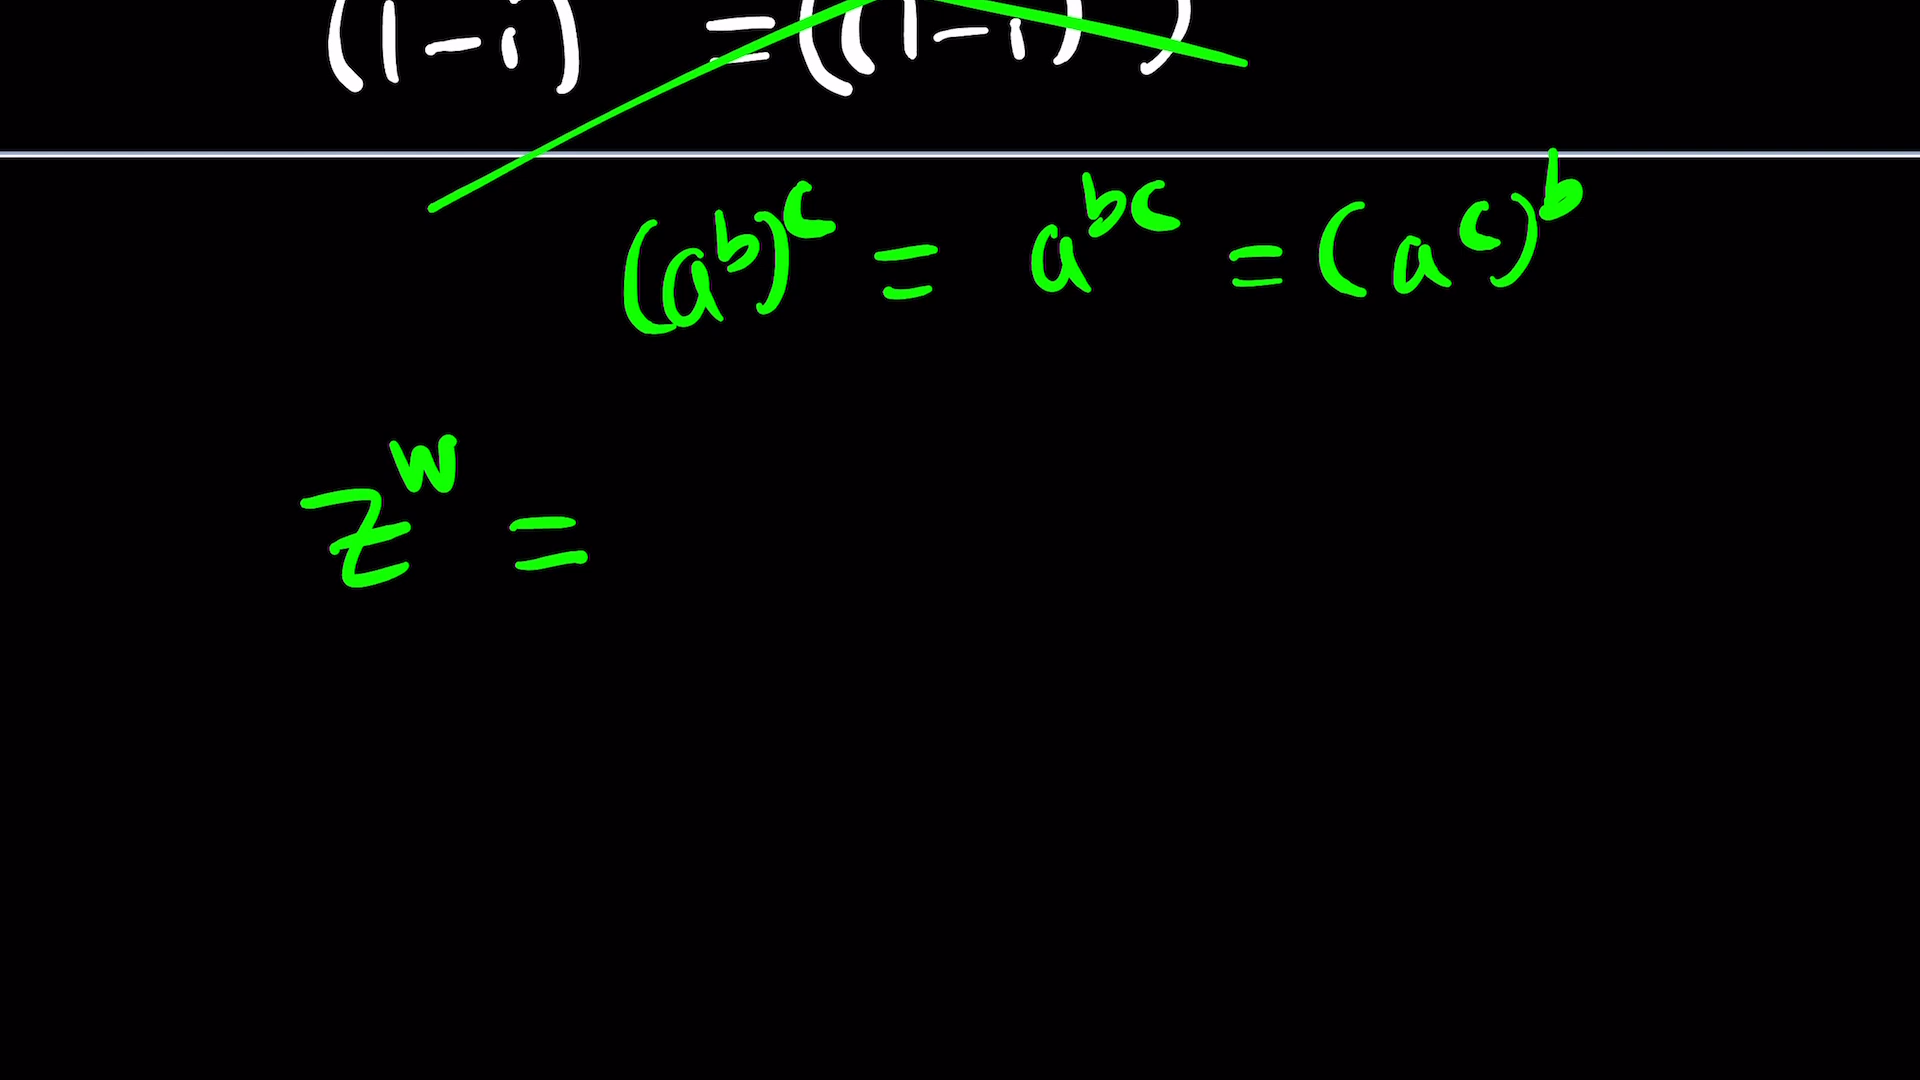 (1-i) = ((1-i) )
(a^b)^c = a^bc = (a^c)^b
z^w =